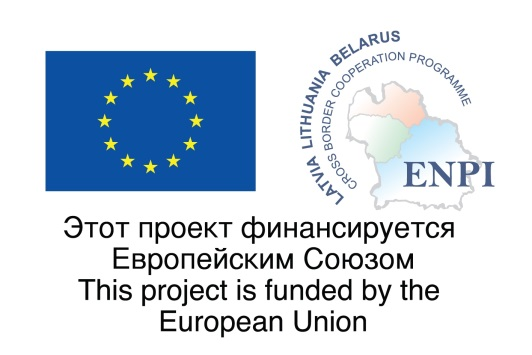 LATVIA LITHUANIA BELARUS
CROSS BORDER COOPERATION PROGRAMME
ENPI
Этот проект финансируется
Европейским Союзом
This project is funded by the
European Union